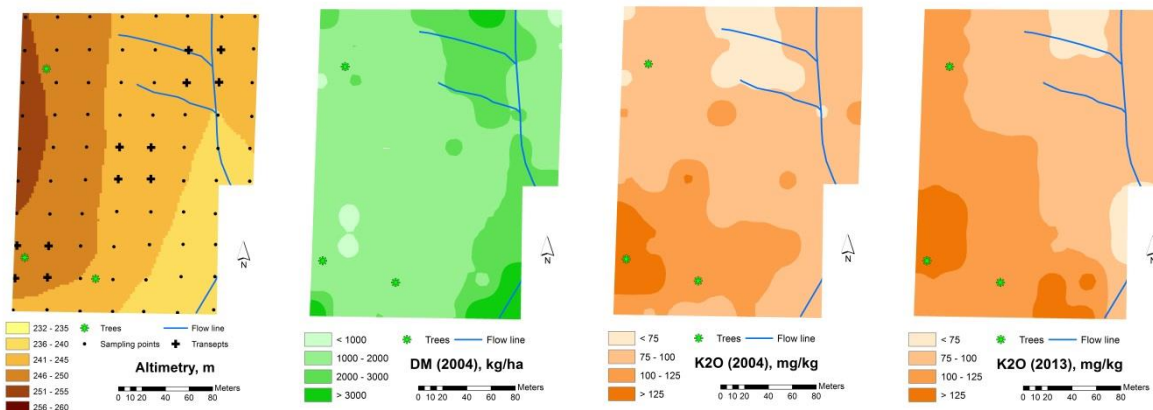 232 - 235
236 - 240
241 - 245
246 - 250
251 - 255
256 - 260
Trees
Flow line
Sampling points
Transepts
N
Altimetry, m
0 10 20 40 60 80 Meters
< 1000
1000 - 2000
2000 - 3000
> 3000
Trees
Flow line
N
DM (2004), kg/ha
0 10 20 40 60 80 Meters
< 75
75 - 100
100 - 125
> 125
Trees
Flow line
N
K2O (2004), mg/kg
0 10 20 40 60 80 Meters
< 75
75 - 100
100 - 125
> 125
Trees
Flow line
N
K2O (2013), mg/kg
0 10 20 40 60 80 Meters